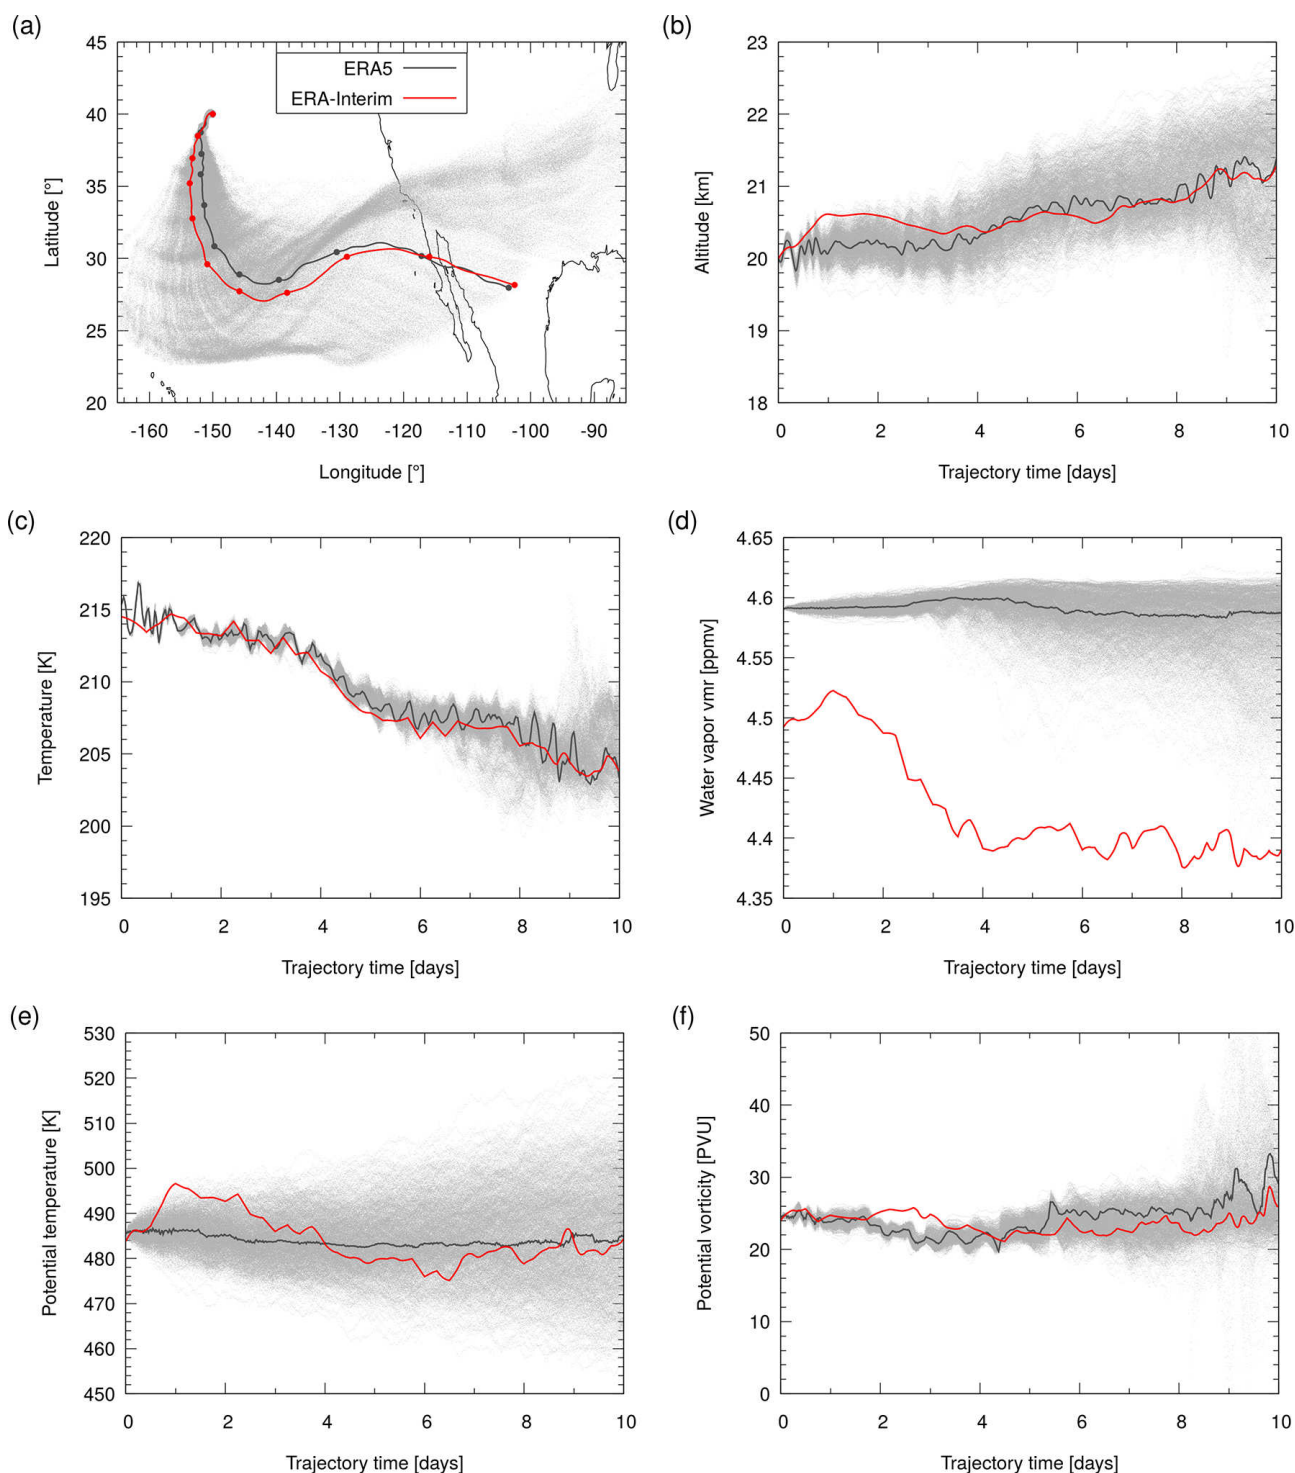 (a)
45
40
35
30
25
20
Latitude [°]
ERA5
ERA-Interim
-160 -150 -140 -130 -120 -110 -100 -90
Longitude [°]
(b)
23
22
21
20
19
18
Altitude [km]
0 2 4 6 8 10
Trajectory time [days]
(c)
220
215
210
205
200
195
Temperature [K]
0 2 4 6 8 10
Trajectory time [days]
(d)
4.65
4.6
4.55
4.5
4.45
4.4
4.35
Water vapor vmr [ppmv]
0 2 4 6 8 10
Trajectory time [days]
(e)
530
520
510
500
490
480
470
460
450
Potential temperature [K]
0 2 4 6 8 10
Trajectory time [days]
(f)
50
40
30
20
10
0
Potential vorticity [PVU]
0 2 4 6 8 10
Trajectory time [days]